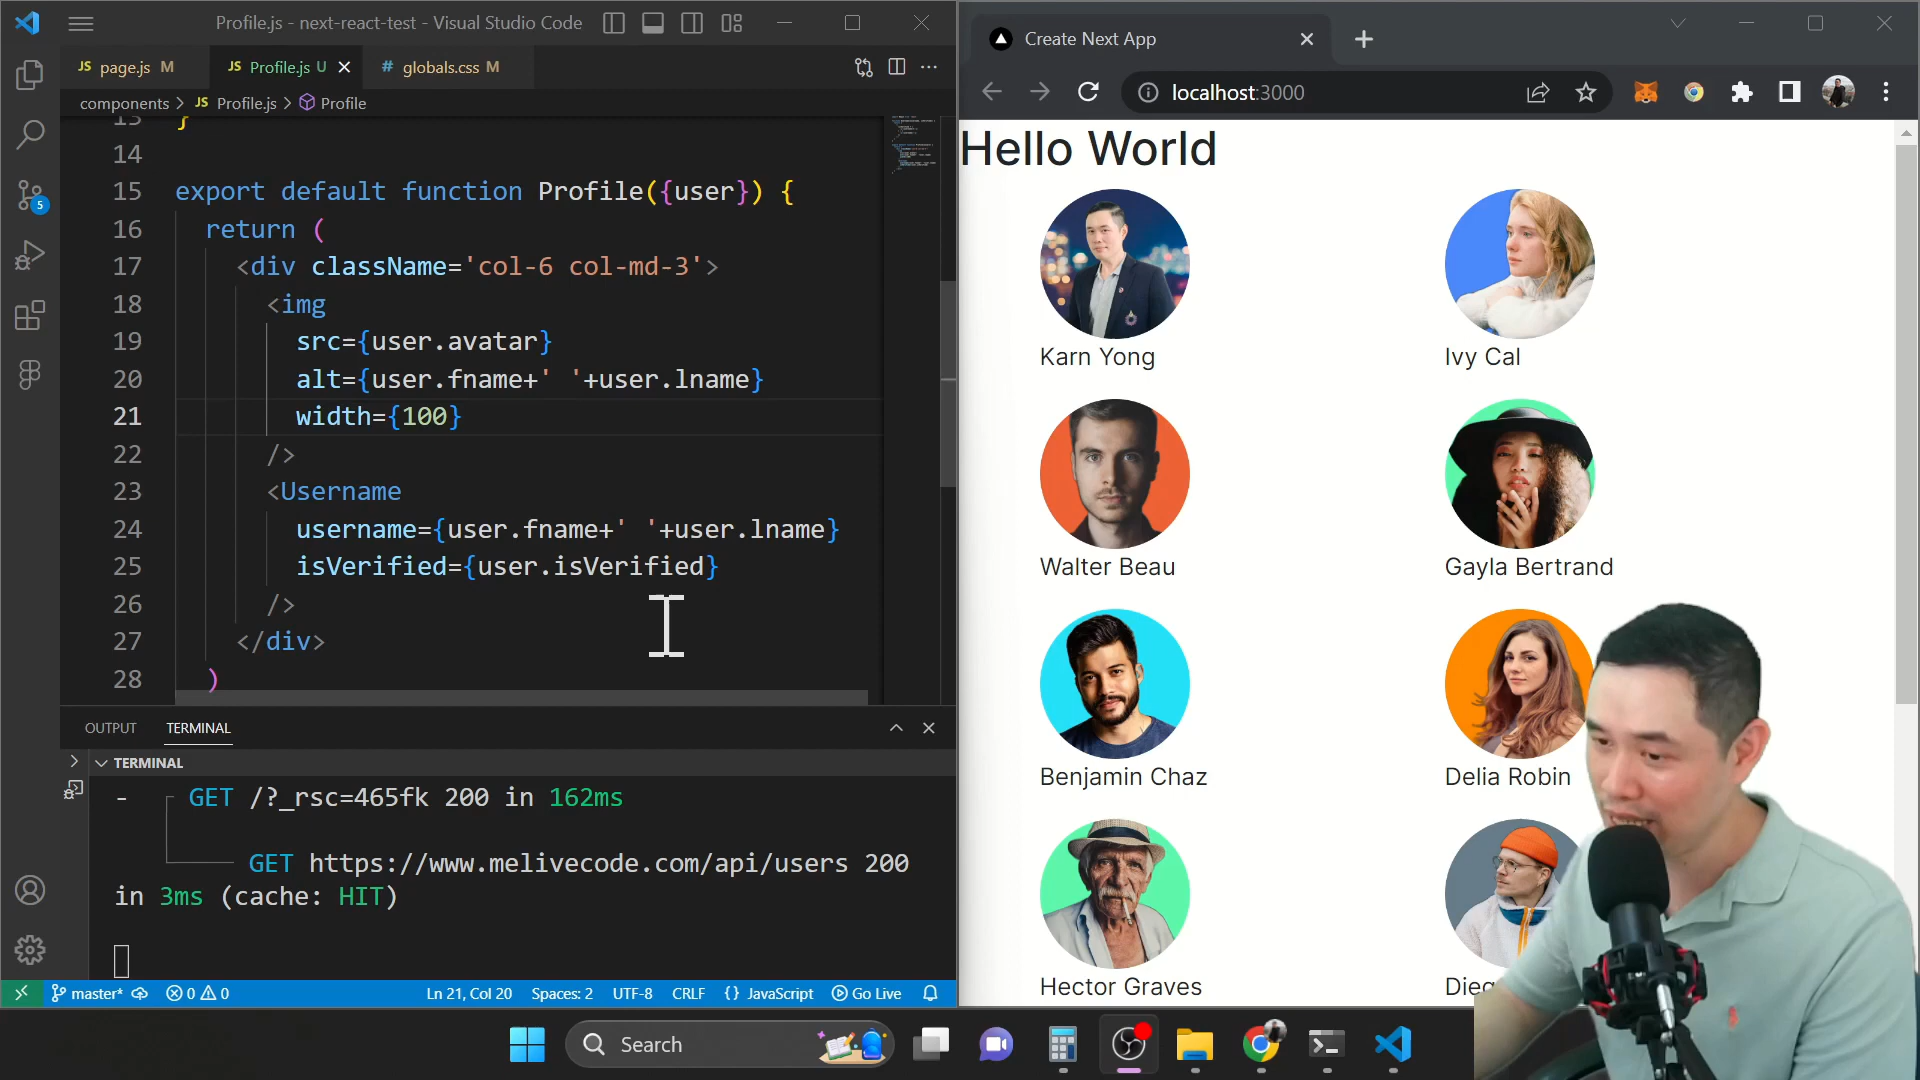 Profile.js - next-react-test - Visual Studio Code
JS page.js M
JS Profile.js U
# globals.css M
components > JS Profile.js > Profile
13 }
14
15 export default function Profile({user}) {
16 return (
17 <div className='col-6 col-md-3'>
18 <img
19 src={user.avatar}
20 alt={user.fname+' '+user.lname}
21 width={100}
22 />
23 <Username
24 username={user.fname+' '+user.lname}
25 isVerified={user.isVerified}
26 />
27 </div>
28 )
5
OUTPUT TERMINAL
TERMINAL
- GET /?_rsc=465fk 200 in 162ms
GET https://www.melivecode.com/api/users 200
in 3ms (cache: HIT)
master* 0 0 Ln 21, Col 20 Spaces: 2 UTF-8 CRLF {} JavaScript Go Live
Create Next App
localhost:3000
Hello World
Karn Yong
Ivy Cal
Walter Beau
Gayla Bertrand
Benjamin Chaz
Delia Robin
Hector Graves
Dieg
Search